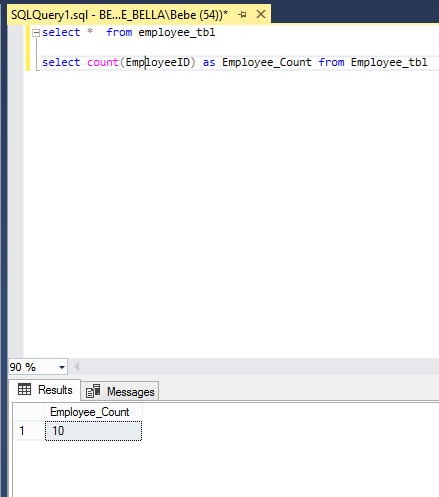 SQLQuery1.sql - BE...E_BELLA\Bebe (54))*
select * from employee_tbl
select count(EmployeeID) as Employee_Count from Employee_tbl
90 %
Results Messages
Employee_Count
1 10